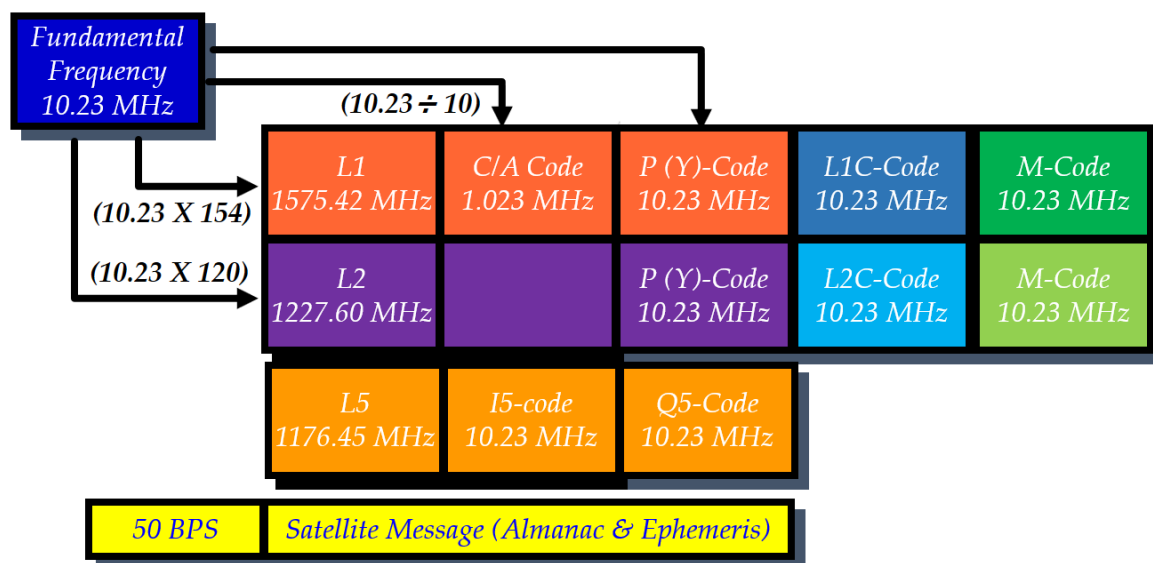 Fundamental
Frequency
10.23 MHz
(10.23 ÷ 10)
(10.23 X 154)
(10.23 X 120)
L1
1575.42 MHz
C/A Code
1.023 MHz
P (Y)-Code
10.23 MHz
L1C-Code
10.23 MHz
M-Code
10.23 MHz
L2
1227.60 MHz
P (Y)-Code
10.23 MHz
L2C-Code
10.23 MHz
M-Code
10.23 MHz
L5
1176.45 MHz
I5-code
10.23 MHz
Q5-Code
10.23 MHz
50 BPS
Satellite Message (Almanac & Ephemeris)